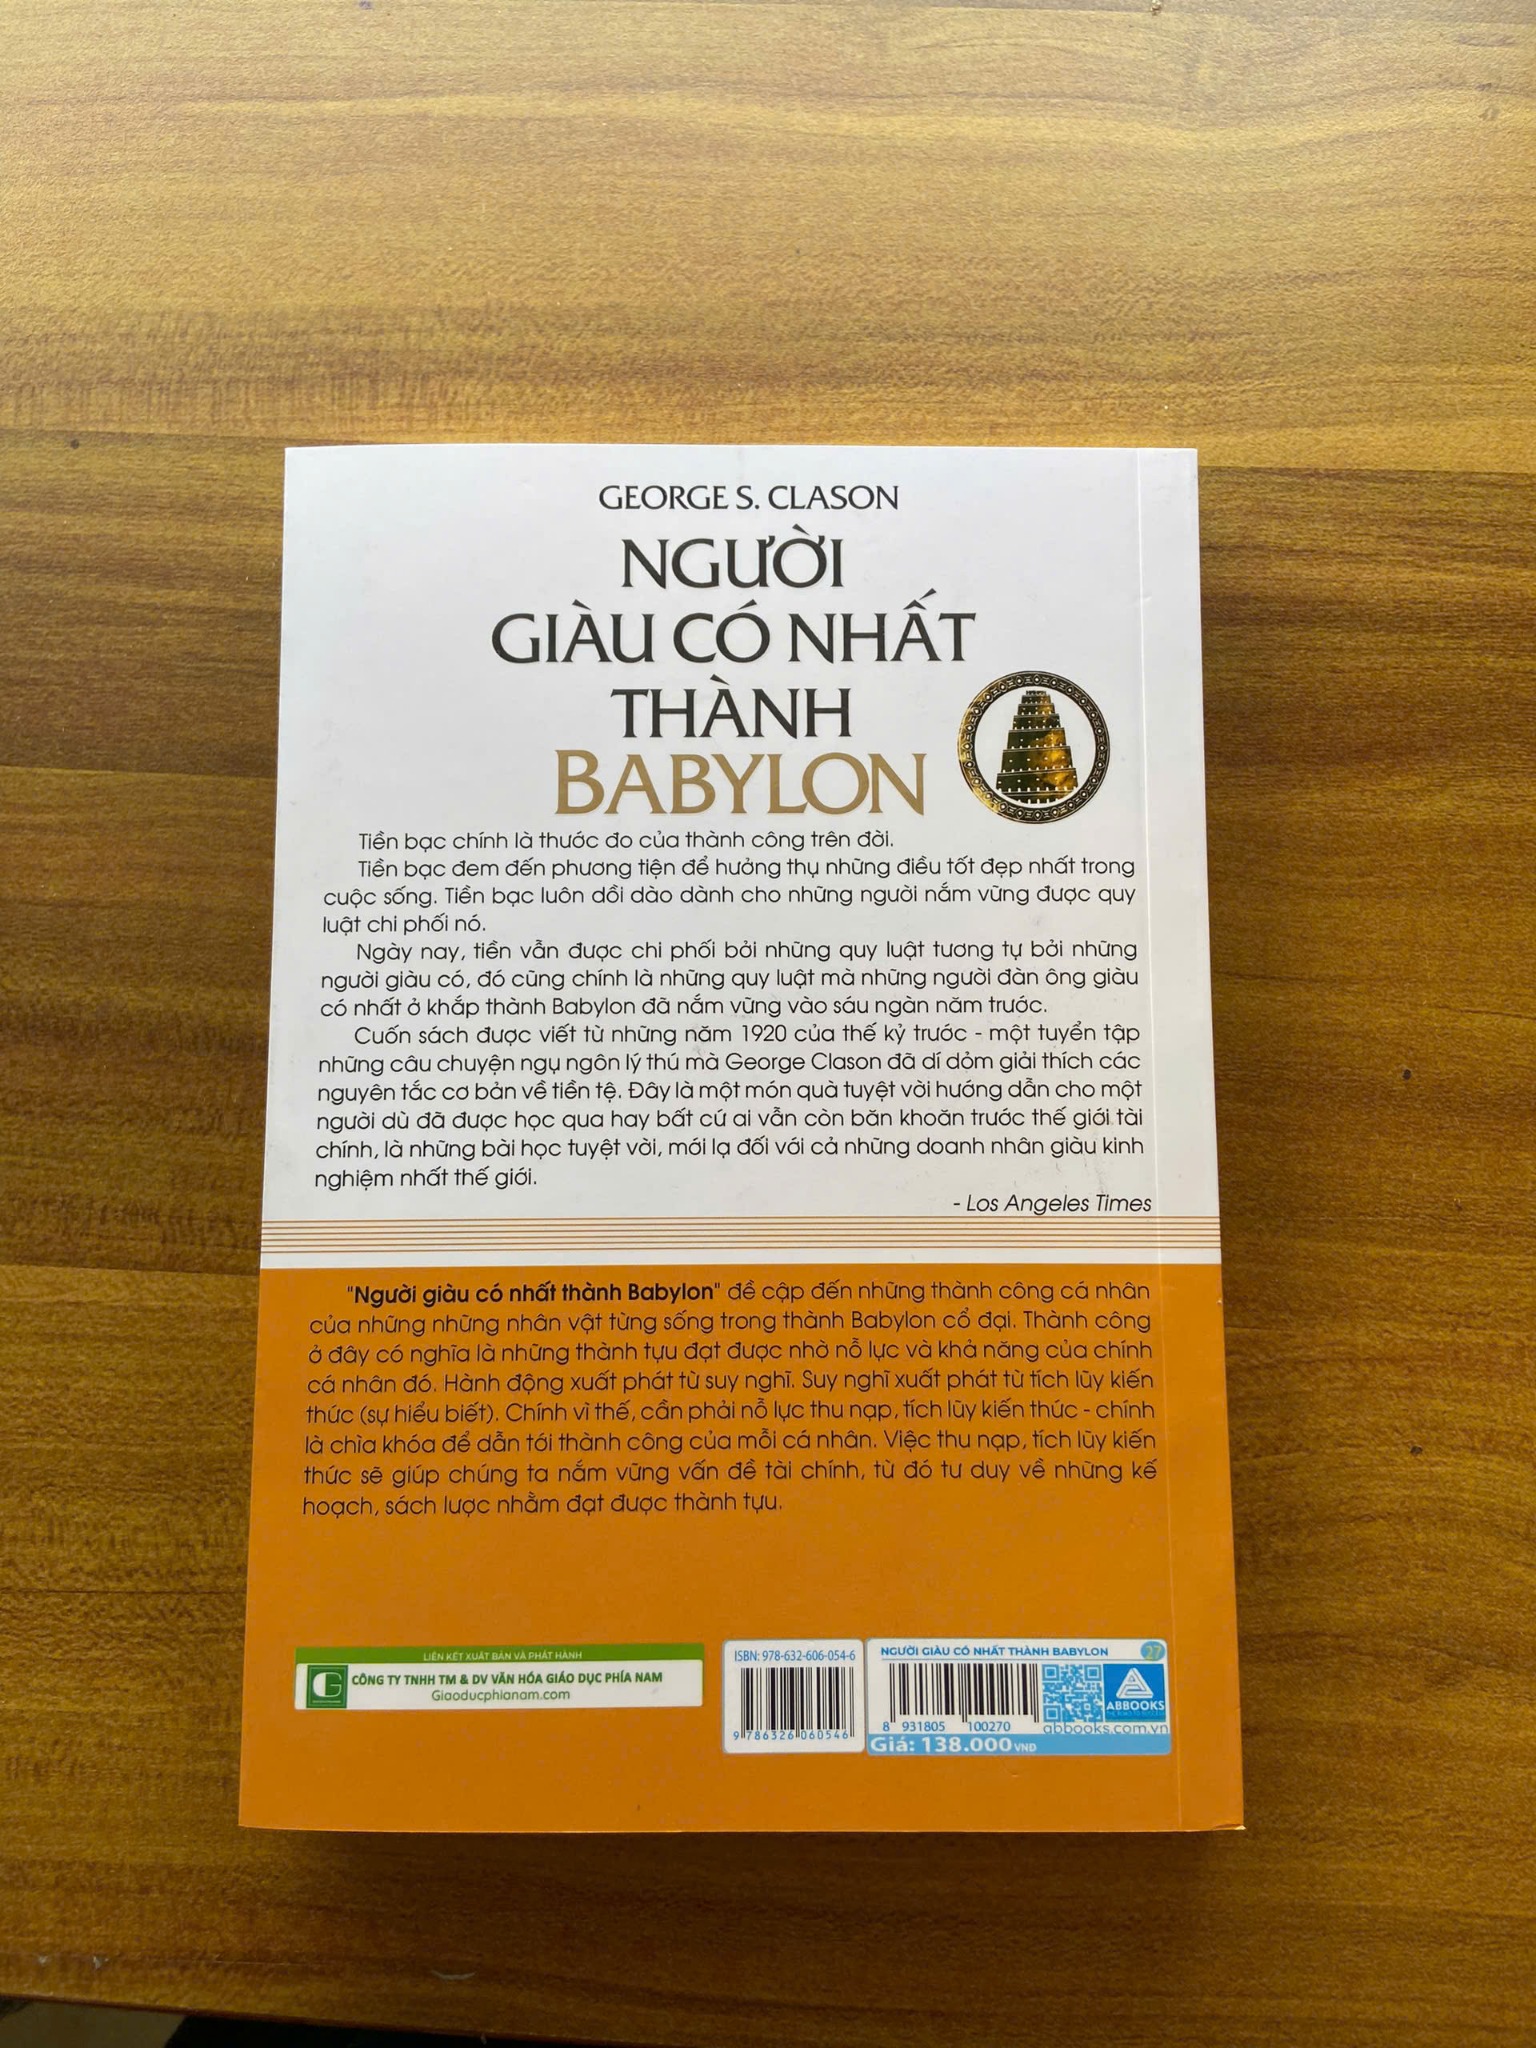 GEORGE S. CLASON
NGƯỜI
GIÀU CÓ NHẤT
THÀNH
BABYLON
Tiền bạc chính là thước đo của thành công trên đời.
Tiền bạc đem đến phương tiện để hưởng thụ những điều tốt đẹp nhất trong
cuộc sống. Tiền bạc luôn dồi dào dành cho những người nắm vững được quy
luật chi phối nó.
Ngày nay, tiền vẫn được chi phối bởi những quy luật tương tự bởi những
người giàu có, đó cũng chính là những quy luật mà những người đàn ông giàu
có nhất ở khắp thành Babylon đã nắm vững vào sáu ngàn năm trước.
Cuốn sách được viết từ những năm 1920 của thế kỷ trước - một tuyển tập
những câu chuyện ngụ ngôn lý thú mà George Clason đã dí dỏm giải thích các
nguyên tắc cơ bản về tiền tệ. Đây là một món quà tuyệt vời hướng dẫn cho một
người dù đã được học qua hay bất cứ ai vẫn còn băn khoăn trước thế giới tài
chính, là những bài học tuyệt vời, mới lạ đối với cả những doanh nhân giàu kinh
nghiệm nhất thế giới.
- Los Angeles Times
"Người giàu có nhất thành Babylon" đề cập đến những thành công cá nhân
của những những nhân vật từng sống trong thành Babylon cổ đại. Thành công
ở đây có nghĩa là những thành tựu đạt được nhờ nỗ lực và khả năng của chính
cá nhân đó. Hành động xuất phát từ suy nghĩ. Suy nghĩ xuất phát từ tích lũy kiến
thức (sự hiểu biết). Chính vì thế, cần phải nỗ lực thu nạp, tích lũy kiến thức - chính
là chìa khóa để dẫn tới thành công của mỗi cá nhân. Việc thu nạp, tích lũy kiến
thức sẽ giúp chúng ta nắm vững vấn đề tài chính, từ đó tư duy về những kế
hoạch, sách lược nhằm đạt được thành tựu.
LIÊN KẾT XUẤT BẢN VÀ PHÁT HÀNH
G
CÔNG TY TNHH TM & DV VĂN HÓA GIÁO DỤC PHÍA NAM
Giaoducphianam.com
ISBN: 978-632-606-054-6
9 786326 060546
NGƯỜI GIÀU CÓ NHẤT THÀNH BABYLON
27
8 931805 100270
ABBOOKS
abbooks.com.vn
Giá: 138.000 VNĐ